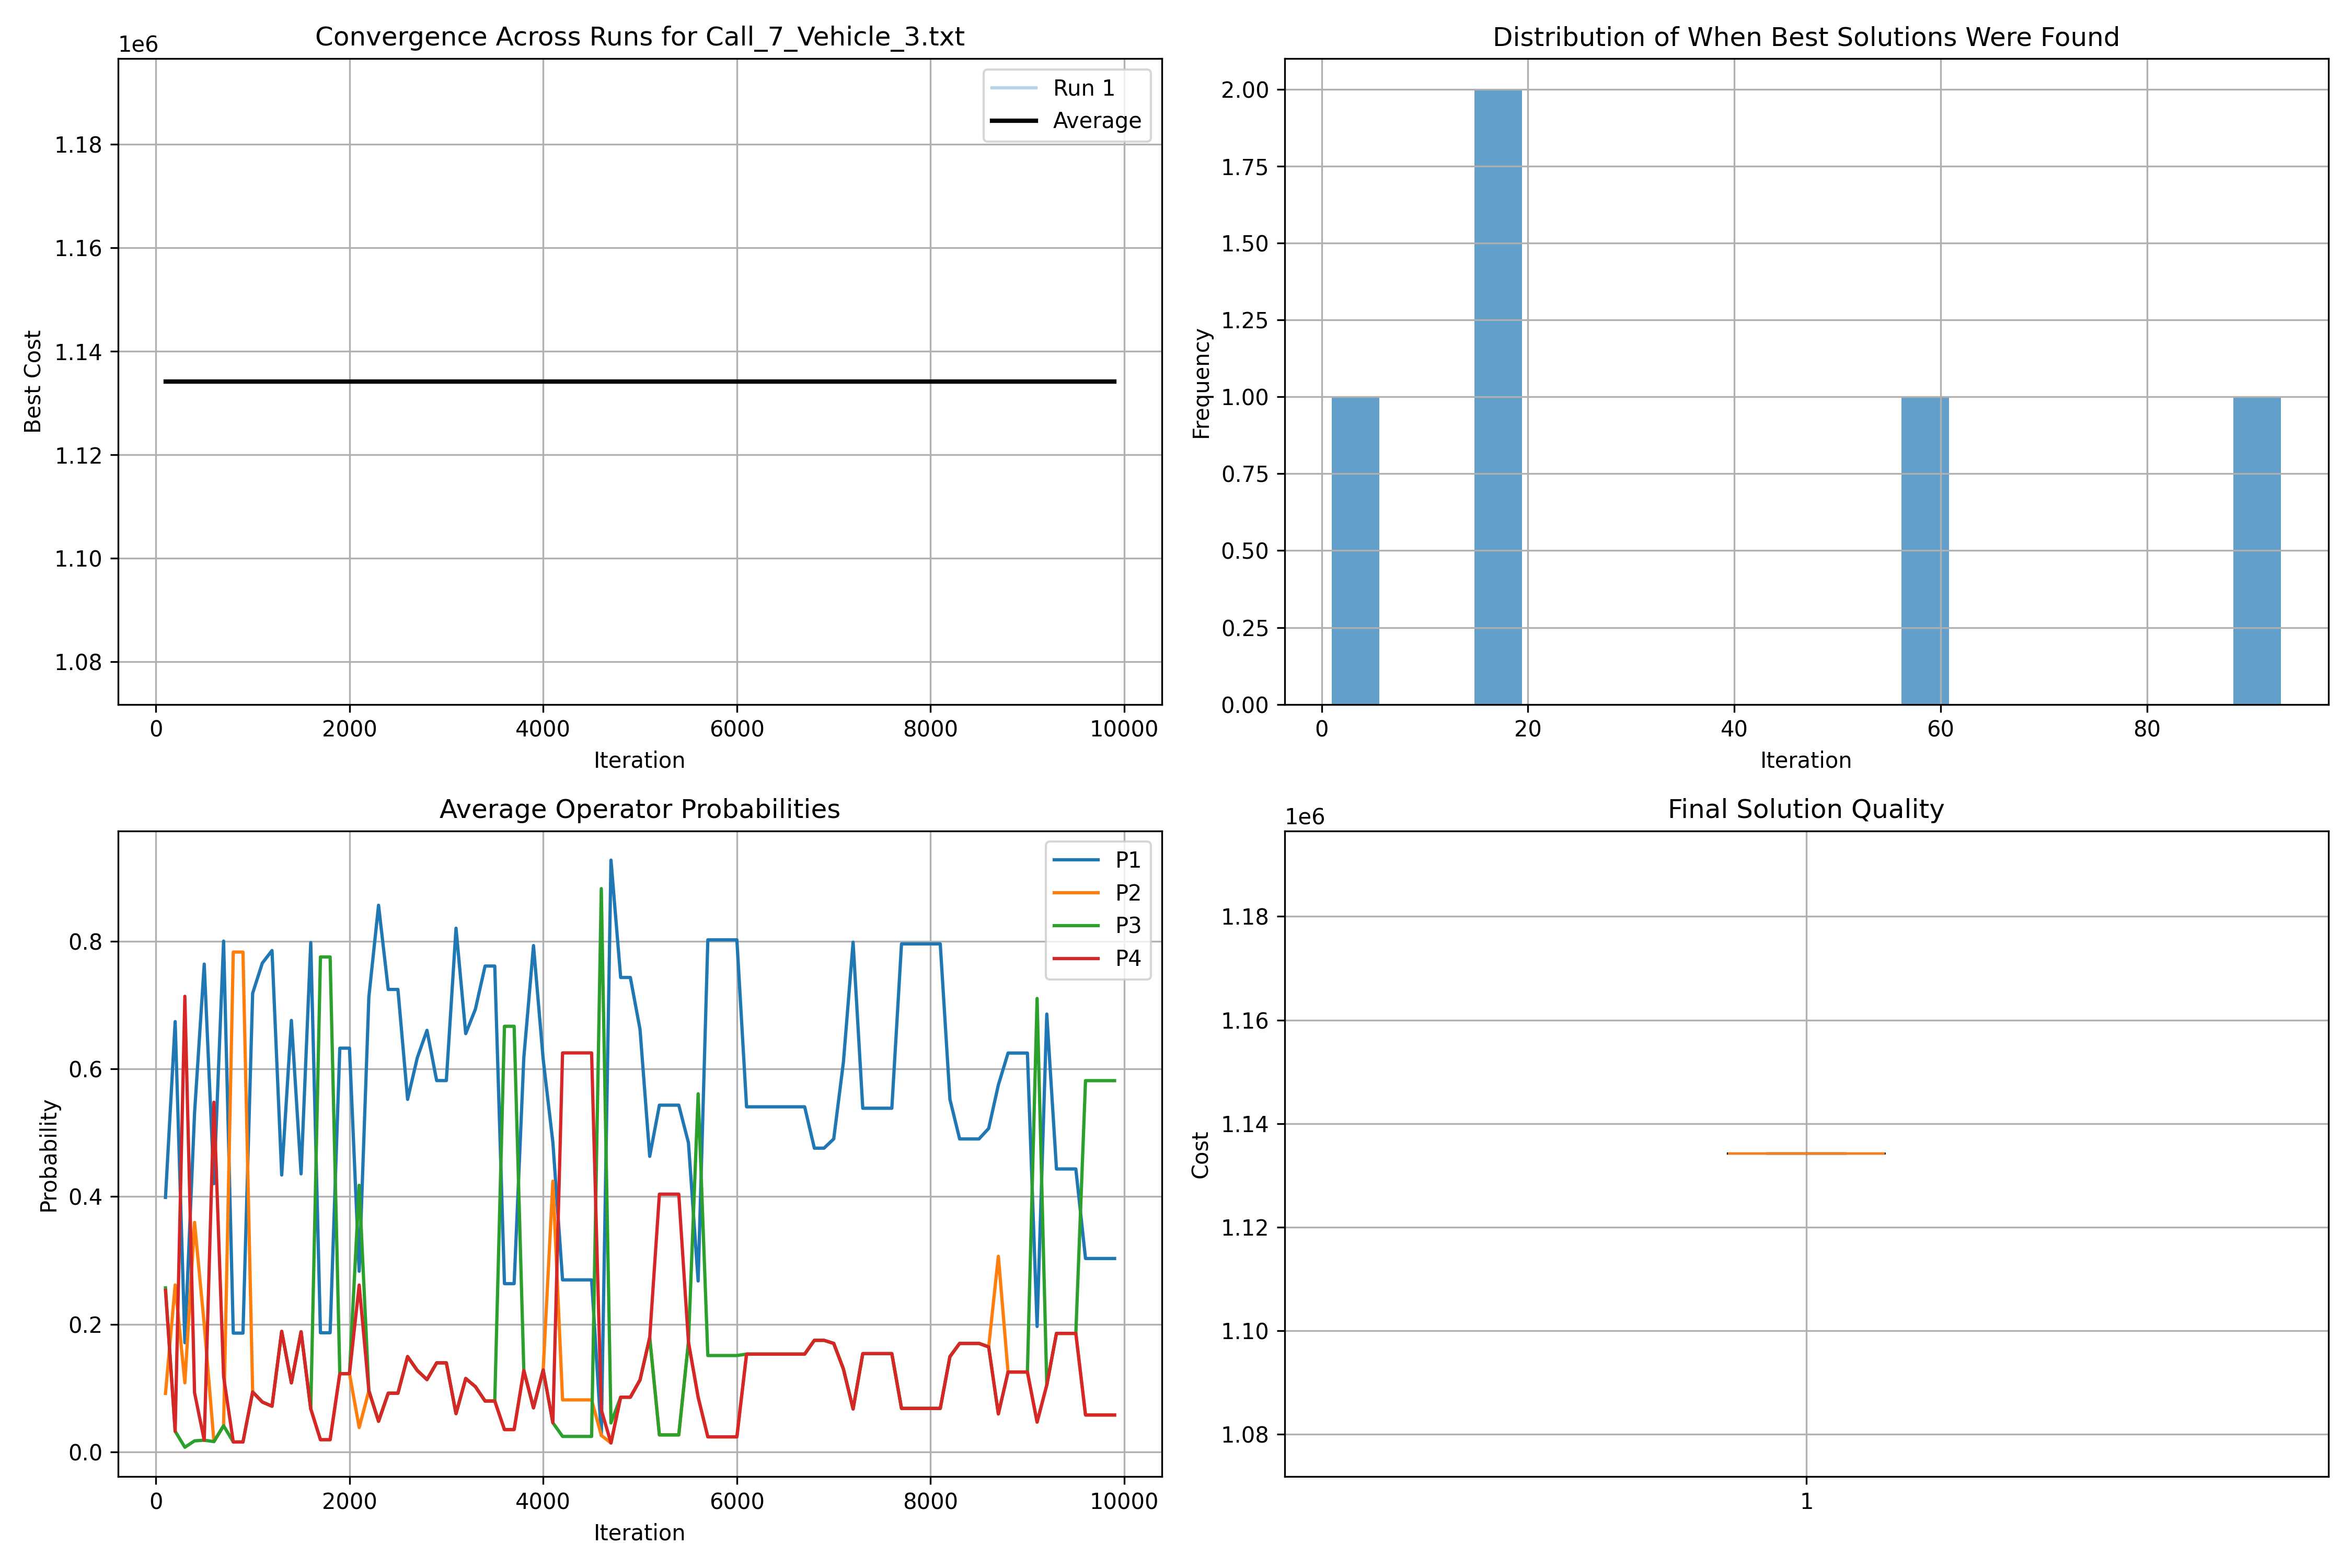 Convergence Across Runs for Call_7_Vehicle_3.txt
1e6
Run 1
Average
1.18
1.16
1.14
1.12
1.10
1.08
Best Cost
0
2000
4000
6000
8000
10000
Iteration
Distribution of When Best Solutions Were Found
2.00
1.75
1.50
1.25
1.00
0.75
0.50
0.25
0.00
Frequency
0
20
40
60
80
Iteration
Average Operator Probabilities
P1
P2
P3
P4
0.8
0.6
0.4
0.2
0.0
Probability
0
2000
4000
6000
8000
10000
Iteration
Final Solution Quality
1e6
1.18
1.16
1.14
1.12
1.10
1.08
Cost
1